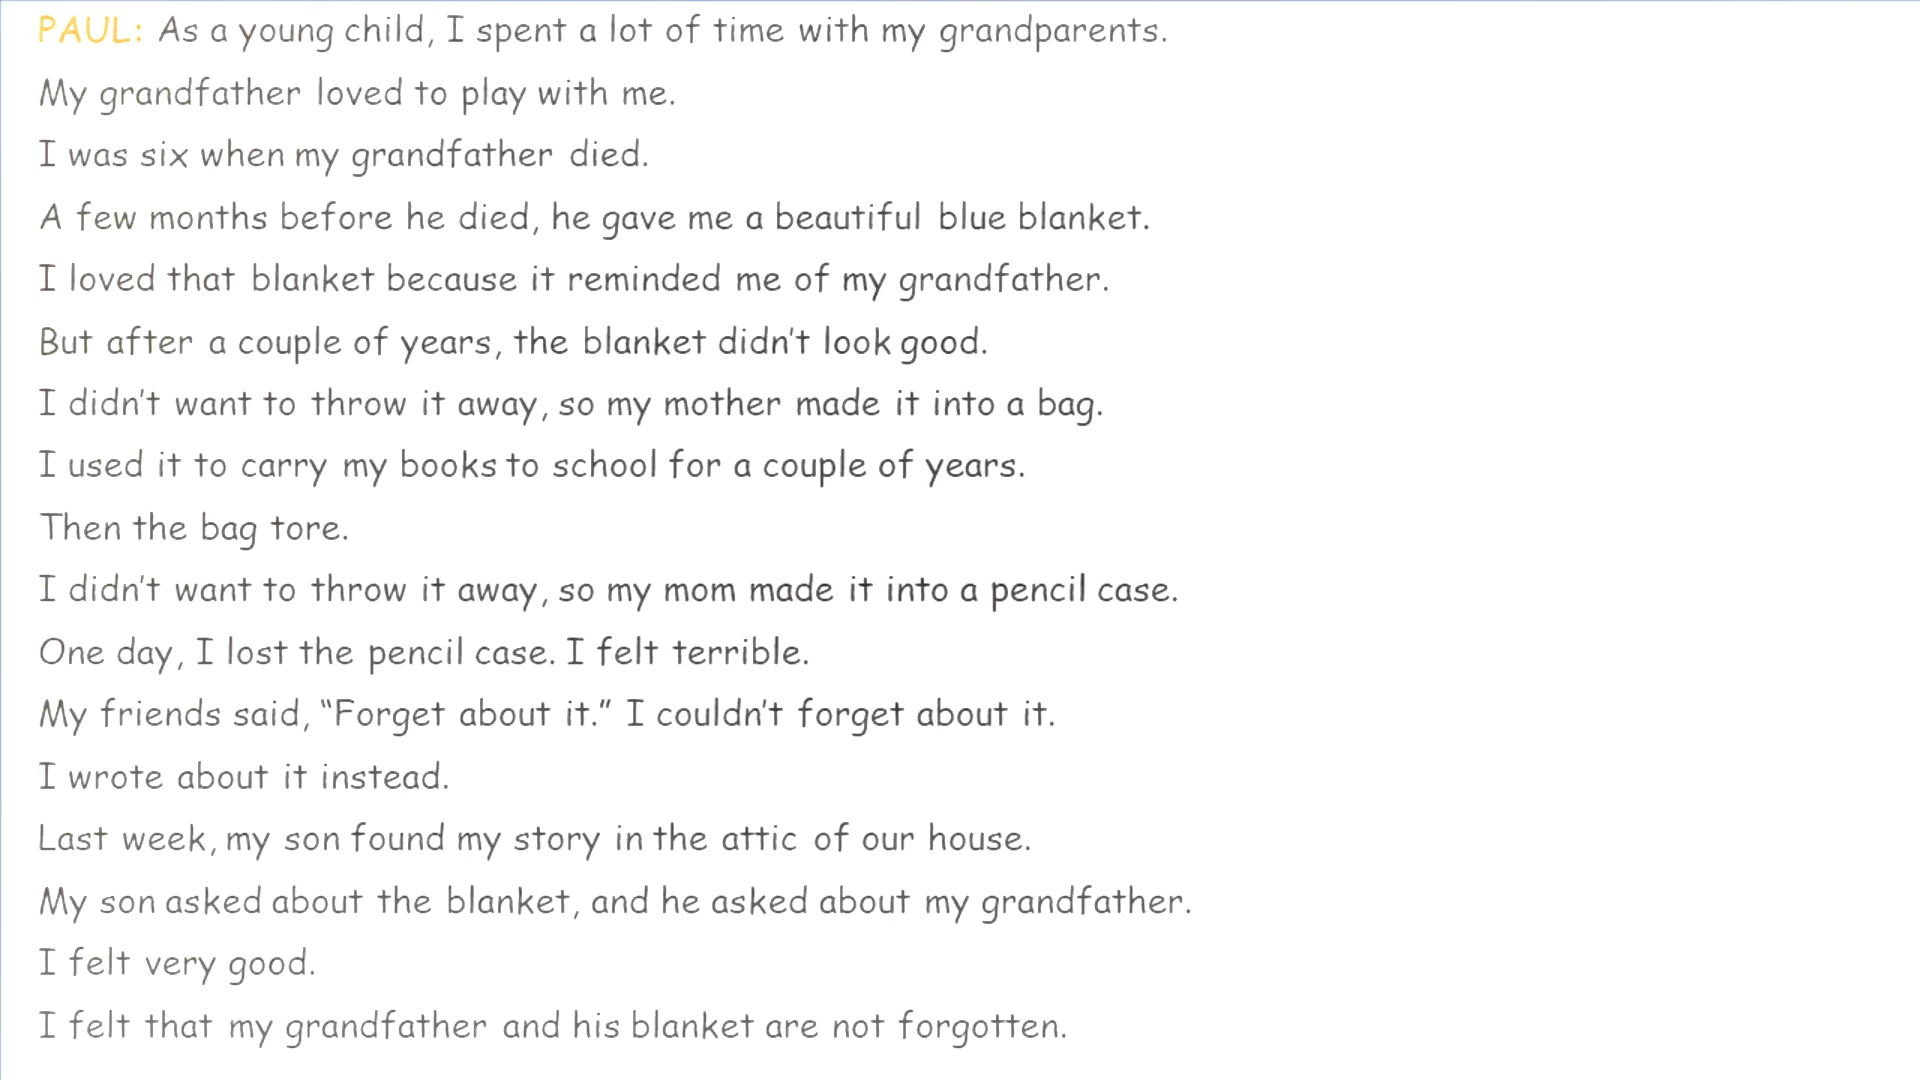 PAUL: As a young child, I spent a lot of time with my grandparents.
My grandfather loved to play with me.
I was six when my grandfather died.
A few months before he died, he gave me a beautiful blue blanket.
I loved that blanket because it reminded me of my grandfather.
But after a couple of years, the blanket didn't look good.
I didn't want to throw it away, so my mother made it into a bag.
I used it to carry my books to school for a couple of years.
Then the bag tore.
I didn't want to throw it away, so my mom made it into a pencil case.
One day, I lost the pencil case. I felt terrible.
My friends said, “Forget about it.” I couldn't forget about it.
I wrote about it instead.
Last week, my son found my story in the attic of our house.
My son asked about the blanket, and he asked about my grandfather.
I felt very good.
I felt that my grandfather and his blanket are not forgotten.